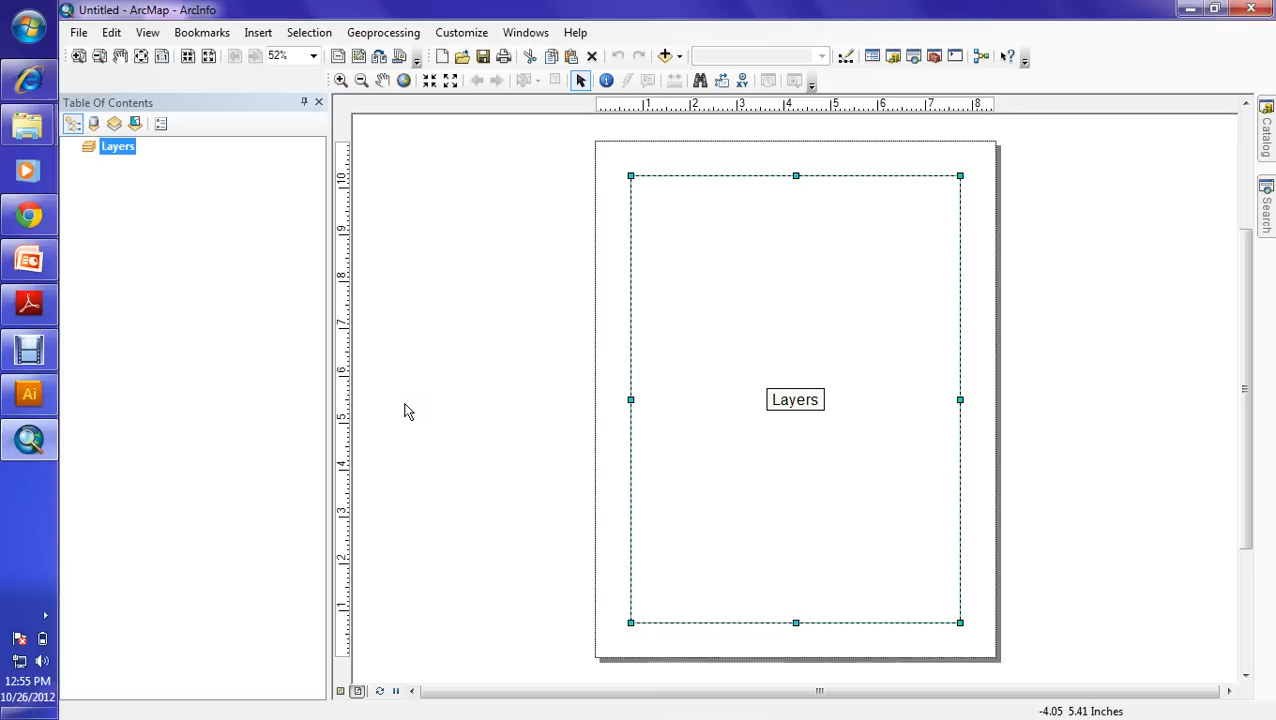 Untitled - ArcMap - ArcInfo
File Edit View Bookmarks Insert Selection Geoprocessing Customize Windows Help
52%
Table Of Contents
Layers
1 2 3 4 5 6 7 8
10
9
8
7
6
5
4
3
2
1
Layers
Catalog
Search
Ai
12:55 PM
10/26/2012
-4.05 5.41 Inches